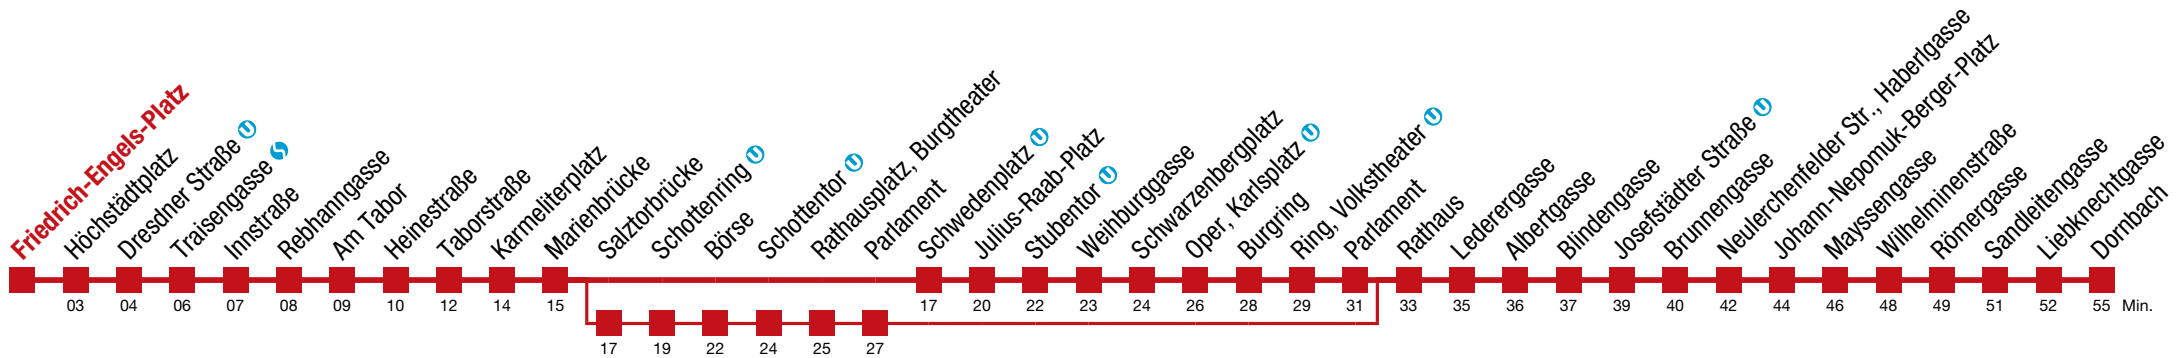 Friedrich-Engels-Platz
Höchstädtplatz
Dresdner Straße U
Traisengasse S
Innstraße
Rebhanngasse
Am Tabor
Heinestraße
Taborstraße
Karmeliterplatz
Marienbrücke
Salztorbrücke
Schottenring U
Börse
Schottentor U
Rathausplatz, Burgtheater
Parlament
Schwedenplatz U
Julius-Raab-Platz
Stubentor U
Weihburggasse
Schwarzenbergplatz
Oper, Karlsplatz U
Burgring
Ring, Volkstheater U
Parlament
Rathaus
Lederergasse
Albertgasse
Blindengasse
Josefstädter Straße U
Brunnengasse
Neulerchenfelder Str., Haberlgasse
Johann-Nepomuk-Berger-Platz
Mayssengasse
Wilhelminenstraße
Römergasse
Sandleitengasse
Liebknechtgasse
Dornbach
03 04 06 07 08 09 10 12 14 15 17 20 22 23 24 26 28 29 31 33 35 36 37 39 40 42 44 46 48 49 51 52 55 Min.
17 19 22 24 25 27